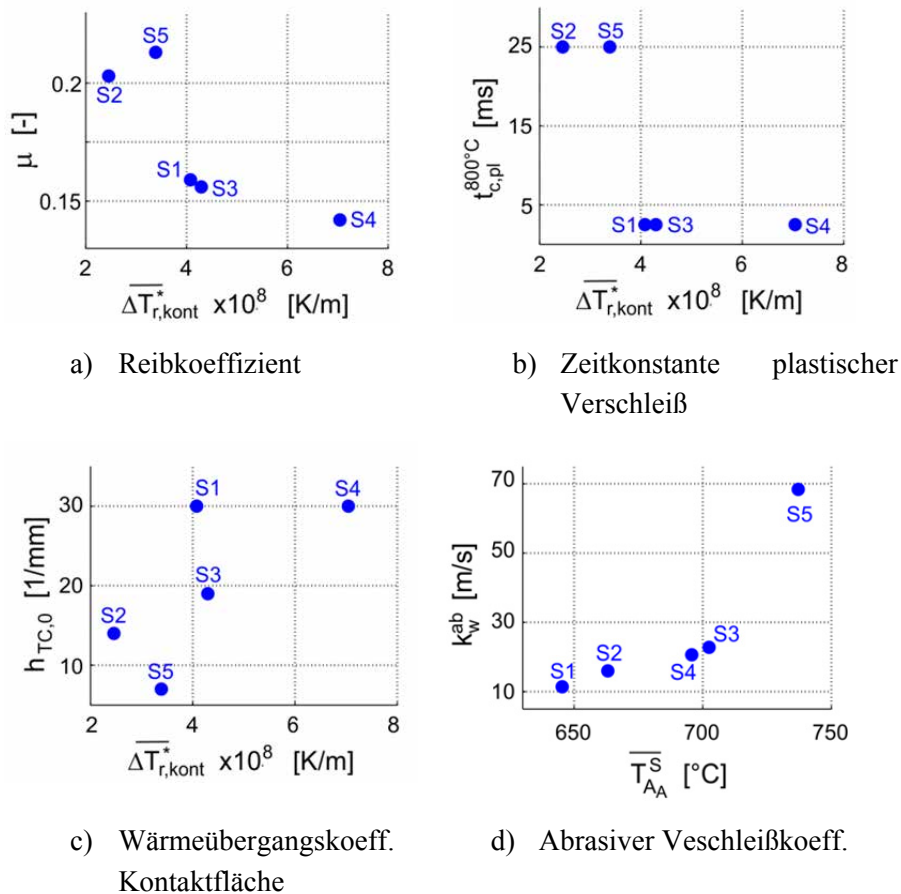 S5
0.2
S2
μ [-]
S1
S3
0.15
S4
2 4 6 8
ΔT*r,kont x10^8 [K/m]
a) Reibkoeffizient
S2 S5
25
t^800°C c,pl [ms]
15
5
S1 S3 S4
2 4 6 8
ΔT*r,kont x10^8 [K/m]
b) Zeitkonstante plastischer
Verschleiß
S1 S4
30
h TC,0 [1/mm]
S3
20
S2
10
S5
2 4 6 8
ΔT*r,kont x10^8 [K/m]
c) Wärmeübergangskoeff.
Kontaktfläche
70
S5
k^ab w [m/s]
50
30
S3
S1 S2
S4
10
650 700 750
T^S A_A [°C]
d) Abrasiver Veschleißkoeff.